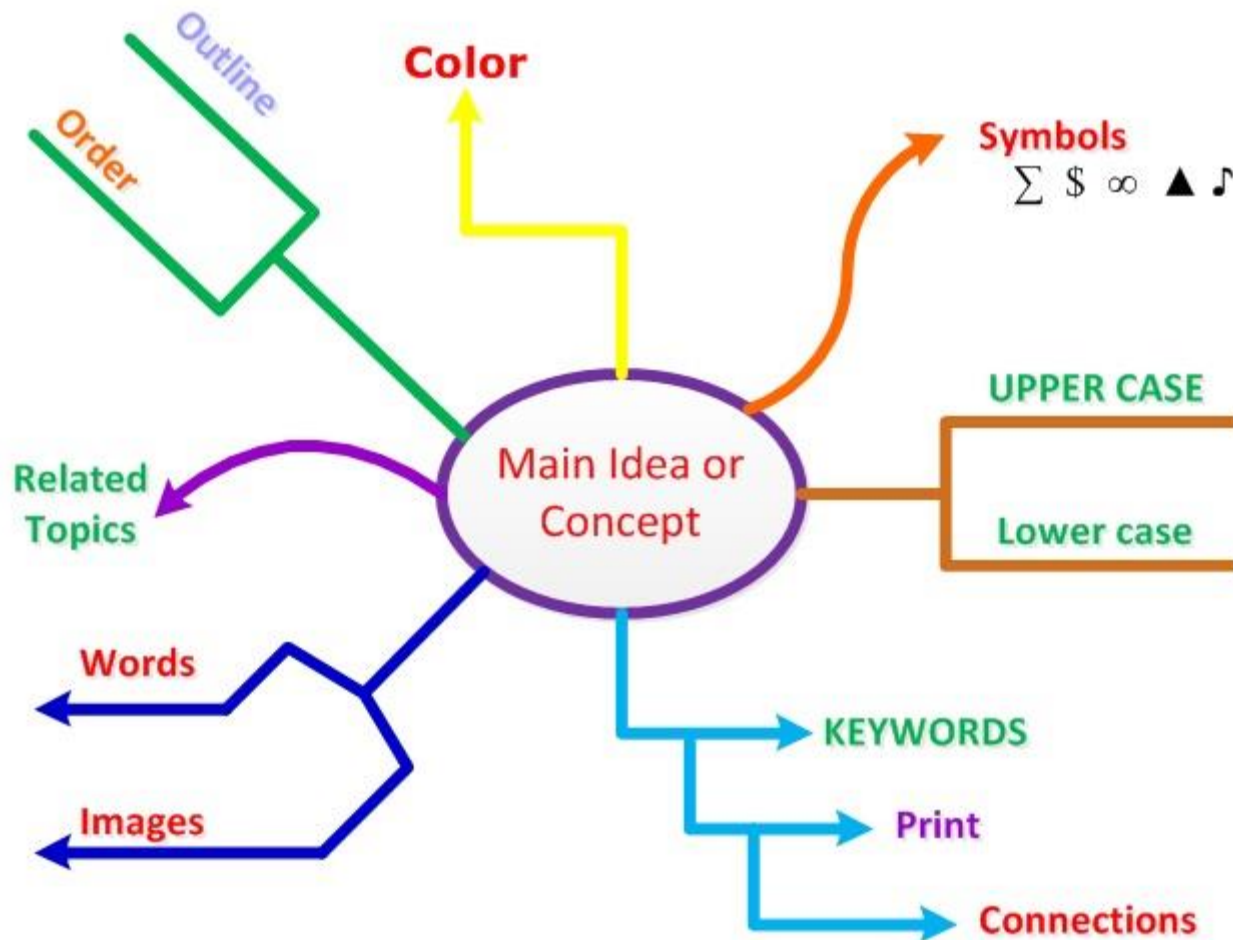 Outline
Order
Color
Symbols
∑ $ ∞ ▲ ♪
UPPER CASE
Lower case
Main Idea or
Concept
Related
Topics
Words
Images
KEYWORDS
Print
Connections